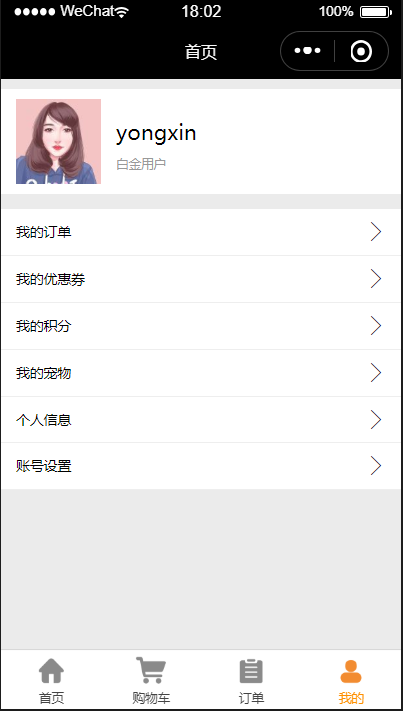 WeChat 18:02 100%
首页
yongxin
白金用户
我的订单
我的优惠券
我的积分
我的宠物
个人信息
账号设置
首页 购物车 订单 我的